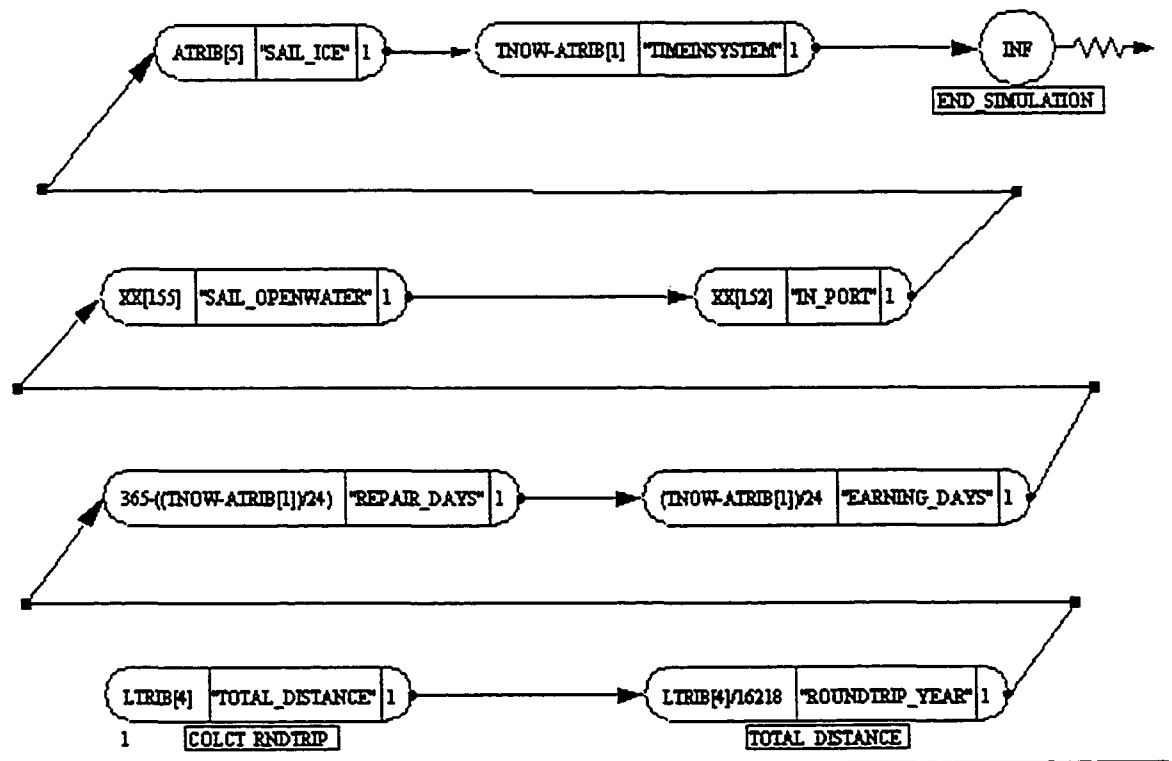 ATRIB[5] "SAIL_ICE" 1 TNOW-ATRIB[1] "TIMEINSYSTEM" 1 INF
END_SIMULATION
XX[155] "SAIL_OPENWATER" 1 XX[152] "IN_PORT" 1
365-((TNOW-ATRIB[1])/24) "REPAIR_DAYS" 1 (TNOW-ATRIB[1])/24 "EARNING_DAYS" 1
LTRIB[4] "TOTAL_DISTANCE" 1 LTRIB[4]/16218 "ROUNDTRIP_YEAR" 1
1 COLCT RNDTRIP TOTAL DISTANCE